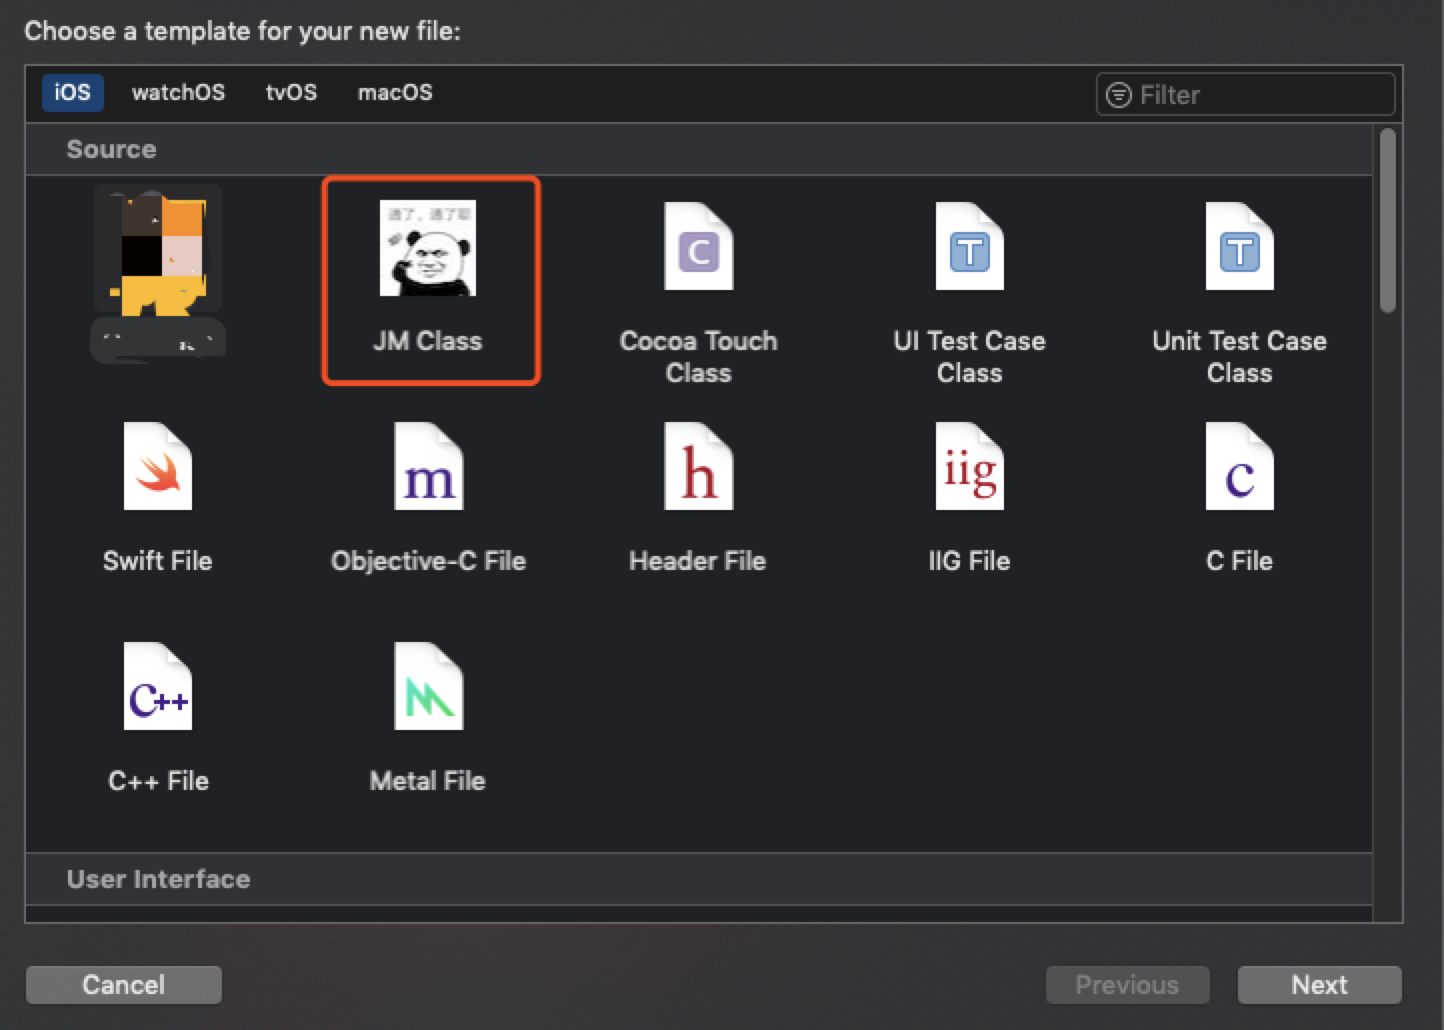 Choose a template for your new file:
iOS watchOS tvOS macOS
Filter
Source
JM Class
Cocoa Touch
Class
UI Test Case
Class
Unit Test Case
Class
T
T
C
Swift File
m
Objective-C File
h
Header File
iig
IIG File
c
C File
C++
C++ File
Metal File
User Interface
Cancel
Previous
Next